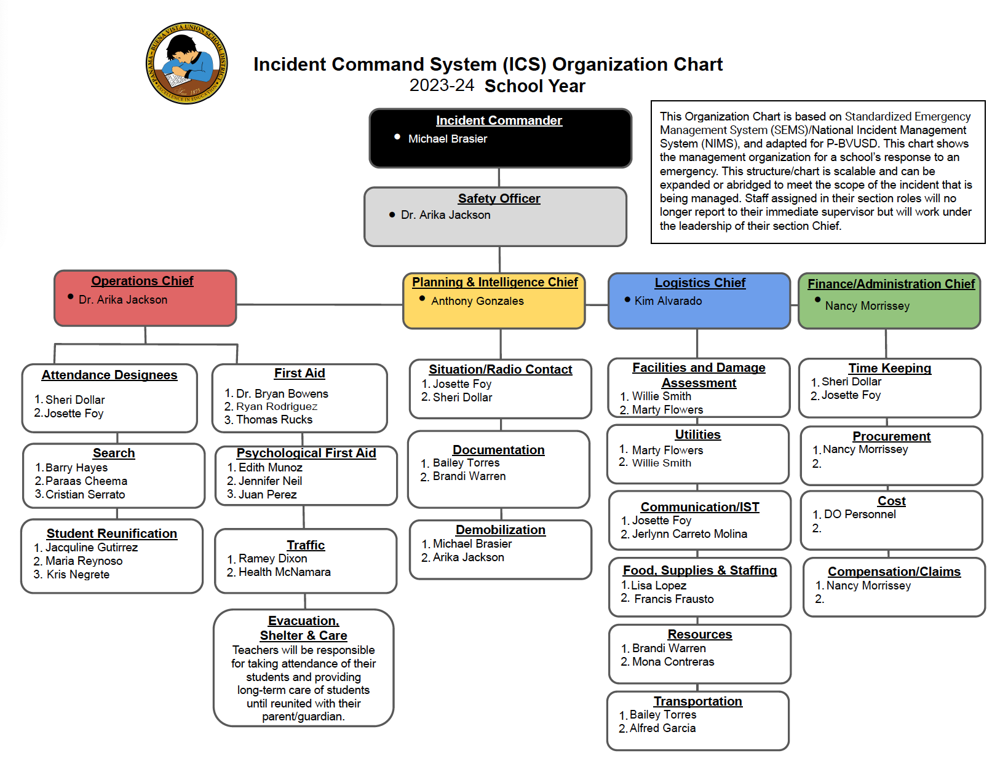 PANAMA - BUENA VISTA UNION SCHOOL DISTRICT
Since 1875
• EXCELLENCE IN EDUCATION •
Incident Command System (ICS) Organization Chart
2023-24 School Year
Incident Commander
• Michael Brasier
This Organization Chart is based on Standardized Emergency
Management System (SEMS)/National Incident Management
System (NIMS), and adapted for P-BVUSD. This chart shows
the management organization for a school's response to an
emergency. This structure/chart is scalable and can be
expanded or abridged to meet the scope of the incident that is
being managed. Staff assigned in their section roles will no
longer report to their immediate supervisor but will work under
the leadership of their section Chief.
Safety Officer
• Dr. Arika Jackson
Operations Chief
• Dr. Arika Jackson
Planning & Intelligence Chief
• Anthony Gonzales
Logistics Chief
• Kim Alvarado
Finance/Administration Chief
• Nancy Morrissey
Attendance Designees
1. Sheri Dollar
2. Josette Foy
Search
1. Barry Hayes
2. Paraas Cheema
3. Cristian Serrato
Student Reunification
1. Jacquline Gutirrez
2. Maria Reynoso
3. Kris Negrete
First Aid
1. Dr. Bryan Bowens
2. Ryan Rodriguez
3. Thomas Rucks
Psychological First Aid
1. Edith Munoz
2. Jennifer Neil
3. Juan Perez
Traffic
1. Ramey Dixon
2. Health McNamara
Evacuation,
Shelter & Care
Teachers will be responsible
for taking attendance of their
students and providing
long-term care of students
until reunited with their
parent/guardian.
Situation/Radio Contact
1. Josette Foy
2. Sheri Dollar
Documentation
1. Bailey Torres
2. Brandi Warren
Demobilization
1. Michael Brasier
2. Arika Jackson
Facilities and Damage
Assessment
1. Willie Smith
2. Marty Flowers
Utilities
1. Marty Flowers
2. Willie Smith
Communication/IST
1. Josette Foy
2. Jerlynn Carreto Molina
Food, Supplies & Staffing
1. Lisa Lopez
2. Francis Frausto
Resources
1. Brandi Warren
2. Mona Contreras
Transportation
1. Bailey Torres
2. Alfred Garcia
Time Keeping
1. Sheri Dollar
2. Josette Foy
Procurement
1. Nancy Morrissey
2.
Cost
1. DO Personnel
2.
Compensation/Claims
1. Nancy Morrissey
2.